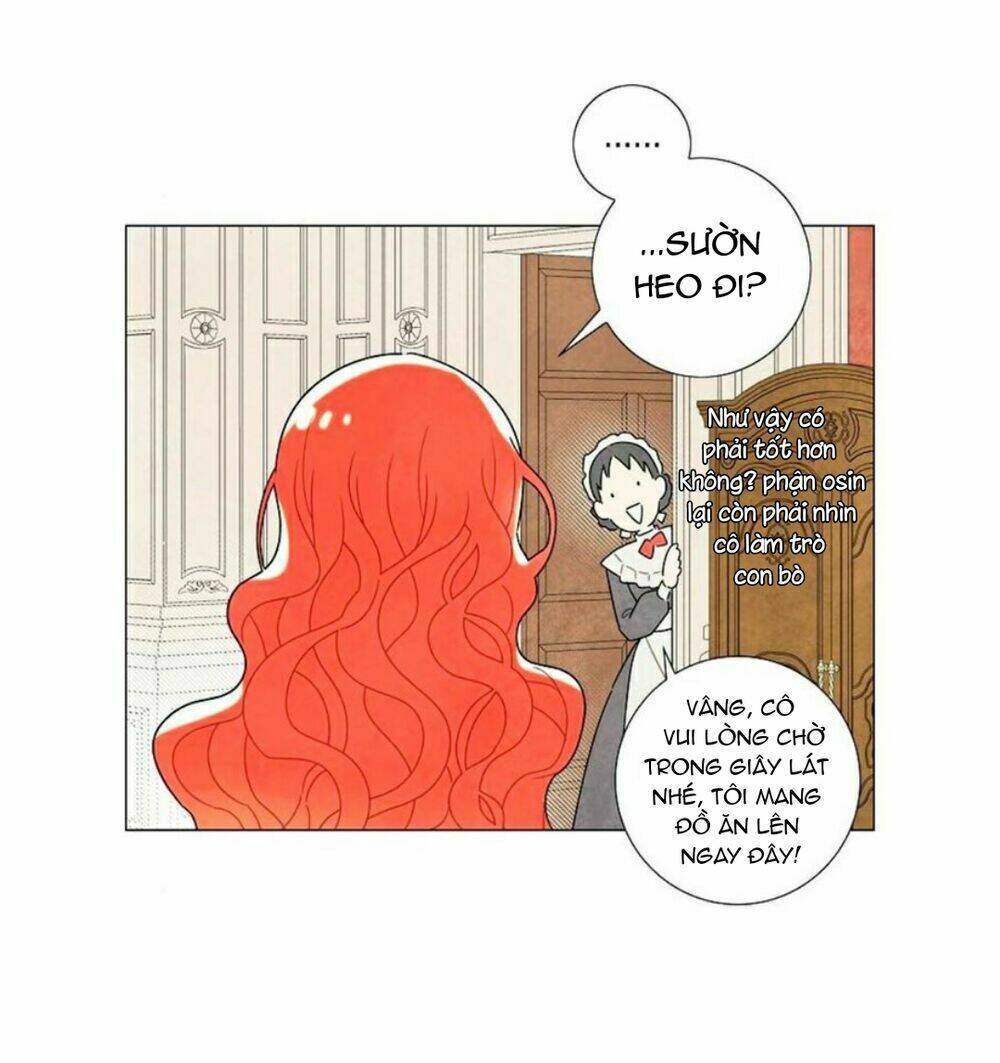 ......
...SƯỜN
HEO ĐI?
Như vậy có
phải tốt hơn
không? phận osin
lại còn phải nhìn
cô làm trò
con bò
VÂNG, CÔ
VUI LÒNG CHỜ
TRONG GIÂY LÁT
NHÉ, TÔI MANG
ĐỒ ĂN LÊN
NGAY ĐÂY!